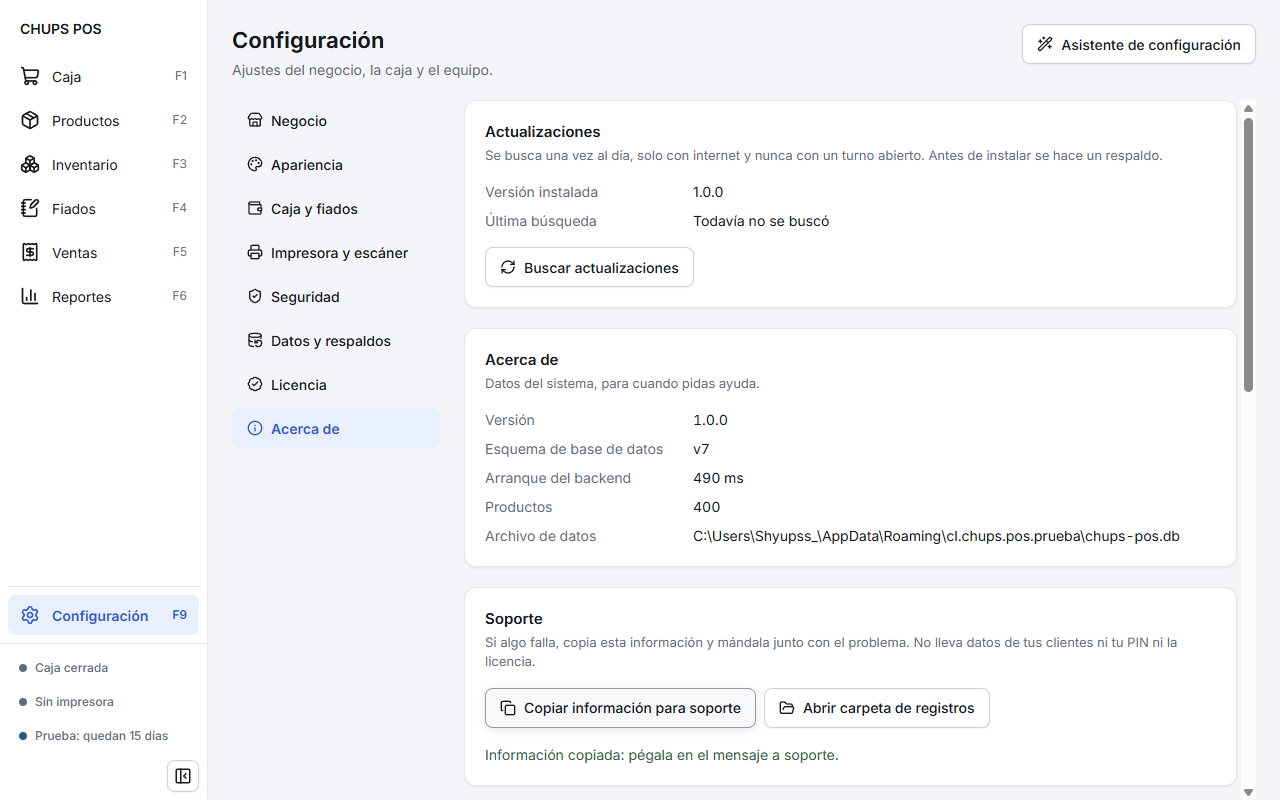 CHUPS POS
Caja F1
Productos F2
Inventario F3
Fiados F4
Ventas F5
Reportes F6
Configuración F9
Caja cerrada
Sin impresora
Prueba: quedan 15 días
Configuración
Ajustes del negocio, la caja y el equipo.
Asistente de configuración
Negocio
Apariencia
Caja y fiados
Impresora y escáner
Seguridad
Datos y respaldos
Licencia
Acerca de
Actualizaciones
Se busca una vez al día, solo con internet y nunca con un turno abierto. Antes de instalar se hace un respaldo.
Versión instalada 1.0.0
Última búsqueda Todavía no se buscó
Buscar actualizaciones
Acerca de
Datos del sistema, para cuando pidas ayuda.
Versión 1.0.0
Esquema de base de datos v7
Arranque del backend 490 ms
Productos 400
Archivo de datos C:\Users\Shyupss_\AppData\Roaming\cl.chups.pos.prueba\chups-pos.db
Soporte
Si algo falla, copia esta información y mándala junto con el problema. No lleva datos de tus clientes ni tu PIN ni la
licencia.
Copiar información para soporte
Abrir carpeta de registros
Información copiada: pégala en el mensaje a soporte.